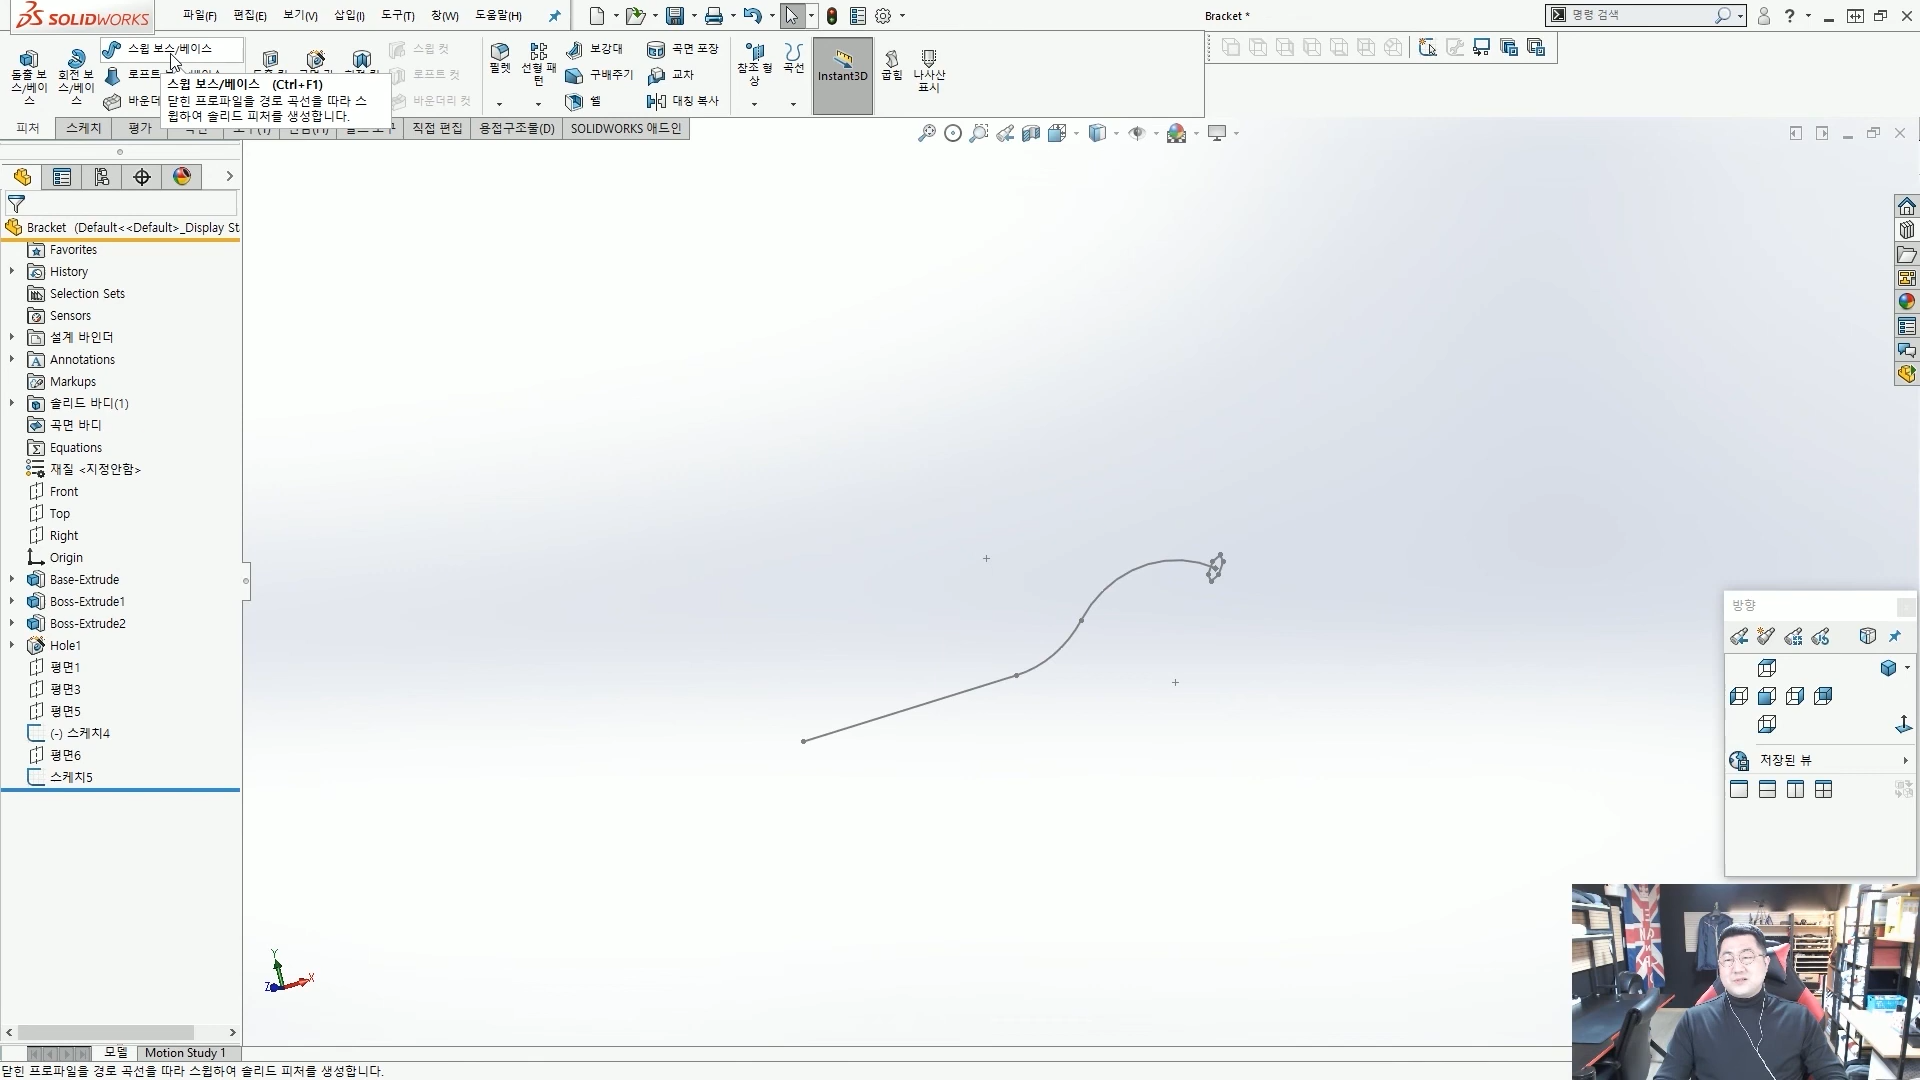 SOLIDWORKS
파일(F) 편집(E) 보기(V) 삽입(I) 도구(T) 창(W) 도움말(H)
Bracket *
명령 검색
돌출 보스/베이스
회전 보스/베이스
스윕 보스/베이스
로프트
바운더
스윕 컷
로프트 컷
바운더리 컷
필렛
선형 패턴
보강대
구배주기
쉘
곡면 포장
교차
대칭 복사
참조 형상
곡선
Instant3D
굽힘
나사산 표시
스윕 보스/베이스 (Ctrl+F1)
닫힌 프로파일을 경로 곡선을 따라 스윕하여 솔리드 피처를 생성합니다.
피처 스케치 평가 직접 편집 용접구조물(D) SOLIDWORKS 애드인
Bracket (Default<<Default>_Display St
Favorites
History
Selection Sets
Sensors
설계 바인더
Annotations
Markups
솔리드 바디(1)
곡면 바디
Equations
재질 <지정안함>
Front
Top
Right
Origin
Base-Extrude
Boss-Extrude1
Boss-Extrude2
Hole1
평면1
평면3
평면5
(-) 스케치4
평면6
스케치5
방향
저장된 뷰
Y
X
Z
모델 Motion Study 1
닫힌 프로파일을 경로 곡선을 따라 스윕하여 솔리드 피처를 생성합니다.